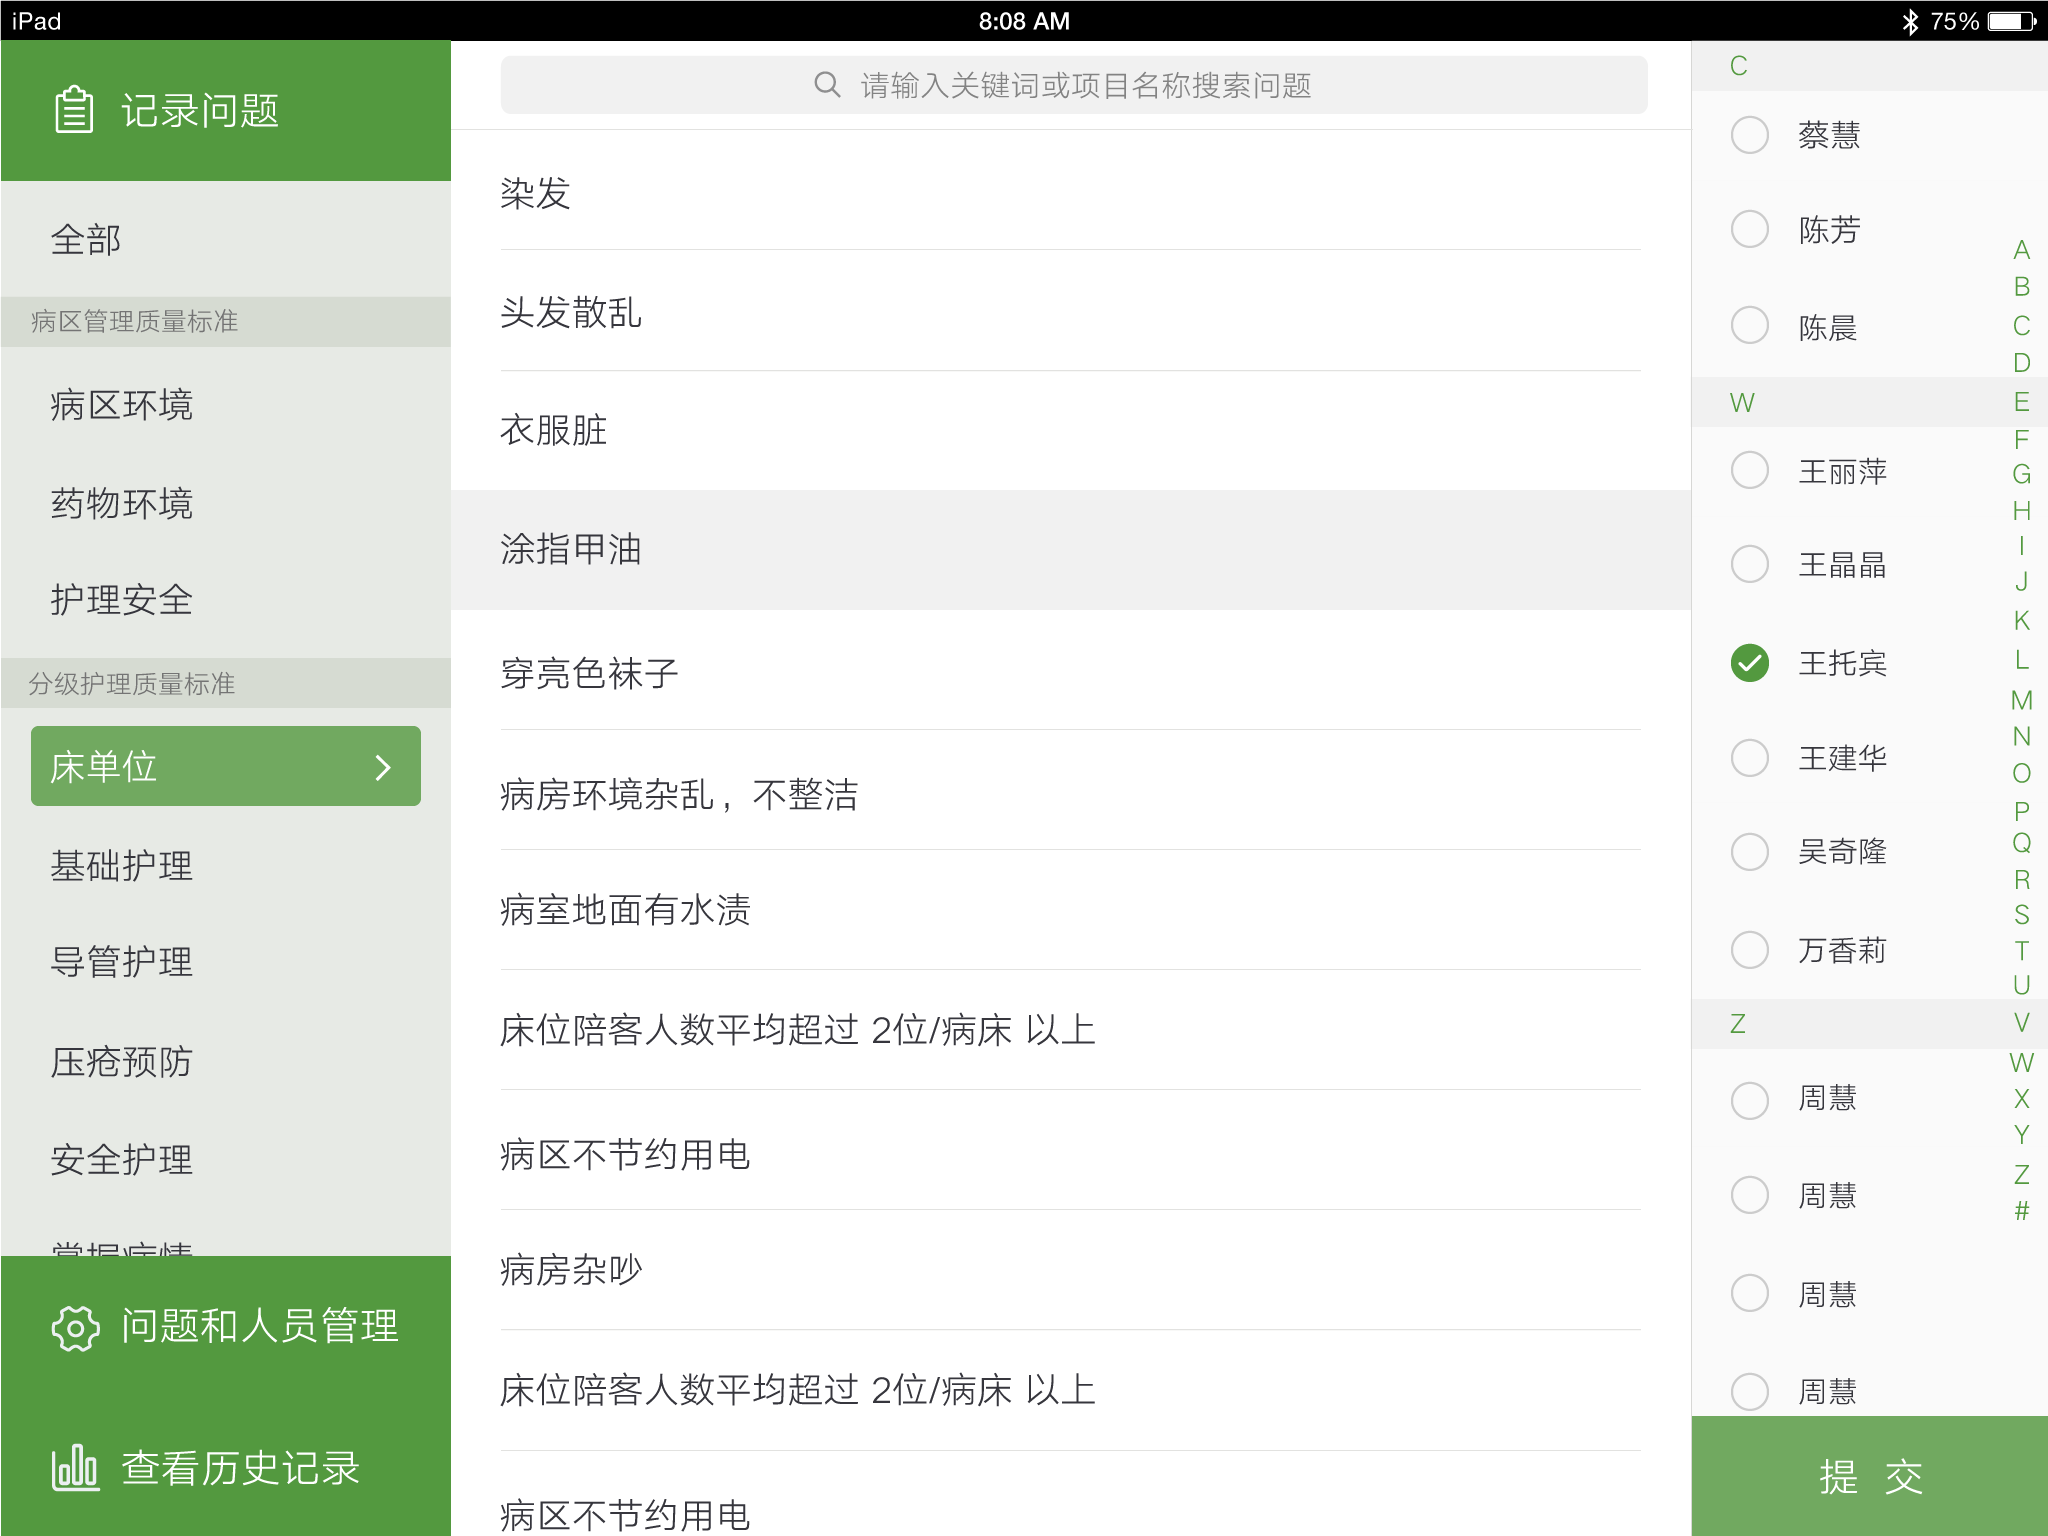 iPad
8:08 AM
75%
记录问题
全部
病区管理质量标准
病区环境
药物环境
护理安全
分级护理质量标准
床单位
基础护理
导管护理
压疮预防
安全护理
掌握病情
问题和人员管理
查看历史记录
请输入关键词或项目名称搜索问题
染发
头发散乱
衣服脏
涂指甲油
穿亮色袜子
病房环境杂乱，不整洁
病室地面有水渍
床位陪客人数平均超过 2位/病床 以上
病区不节约用电
病房杂吵
床位陪客人数平均超过 2位/病床 以上
病区不节约用电
C
蔡慧
陈芳
陈晨
W
王丽萍
王晶晶
王托宾
王建华
吴奇隆
万香莉
Z
周慧
周慧
周慧
周慧
提 交
A
B
C
D
E
F
G
H
I
J
K
L
M
N
O
P
Q
R
S
T
U
V
W
X
Y
Z
#